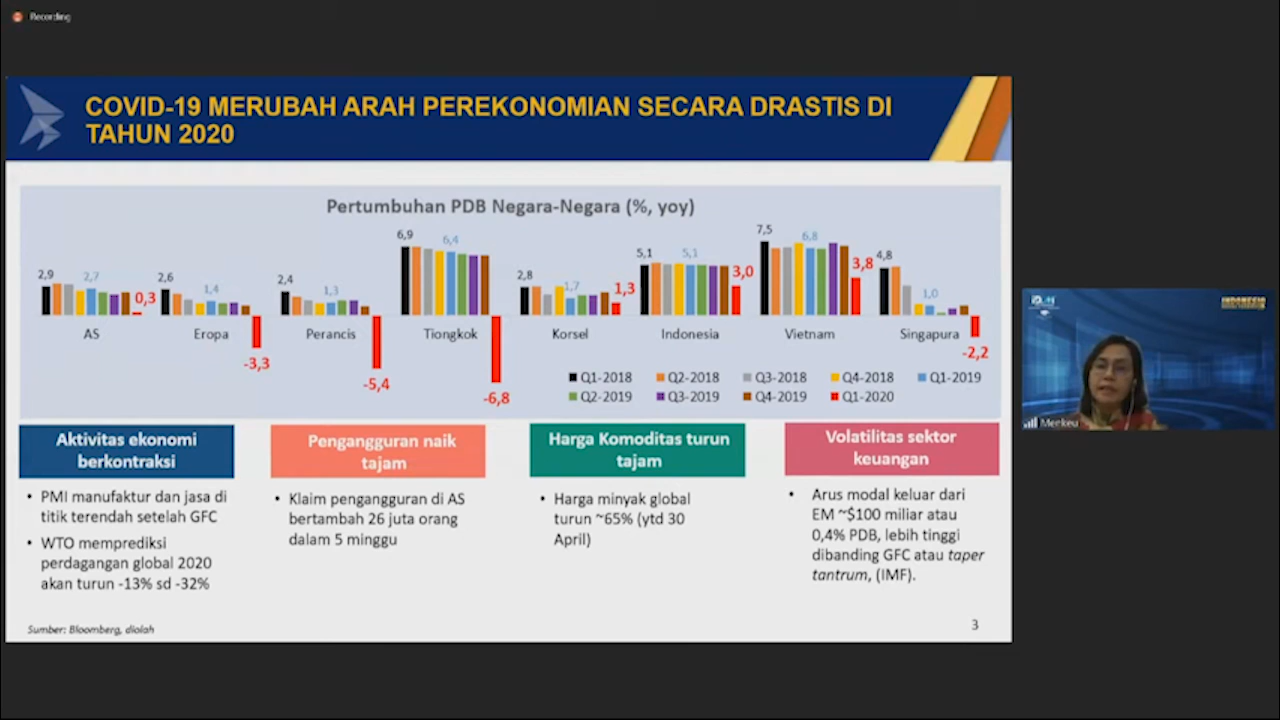 Recording
COVID-19 MERUBAH ARAH PEREKONOMIAN SECARA DRASTIS DI
TAHUN 2020
Pertumbuhan PDB Negara-Negara (%, yoy)
2,9
2,7
0,3
2,6
1,4
-3,3
2,4
1,3
-5,4
6,9
6,4
-6,8
2,8
1,7
1,3
5,1
5,1
3,0
7,5
6,8
3,8
4,8
1,0
-2,2
AS
Eropa
Perancis
Tiongkok
Korsel
Indonesia
Vietnam
Singapura
Q1-2018 Q2-2018 Q3-2018 Q4-2018 Q1-2019
Q2-2019 Q3-2019 Q4-2019 Q1-2020
Aktivitas ekonomi
berkontraksi
• PMI manufaktur dan jasa di
titik terendah setelah GFC
• WTO memprediksi
perdagangan global 2020
akan turun -13% sd -32%
Pengangguran naik
tajam
• Klaim pengangguran di AS
bertambah 26 juta orang
dalam 5 minggu
Harga Komoditas turun
tajam
• Harga minyak global
turun ~65% (ytd 30
April)
Volatilitas sektor
keuangan
• Arus modal keluar dari
EM ~$100 miliar atau
0,4% PDB, lebih tinggi
dibanding GFC atau taper
tantrum, (IMF).
Sumber: Bloomberg, diolah
3
Menkeu